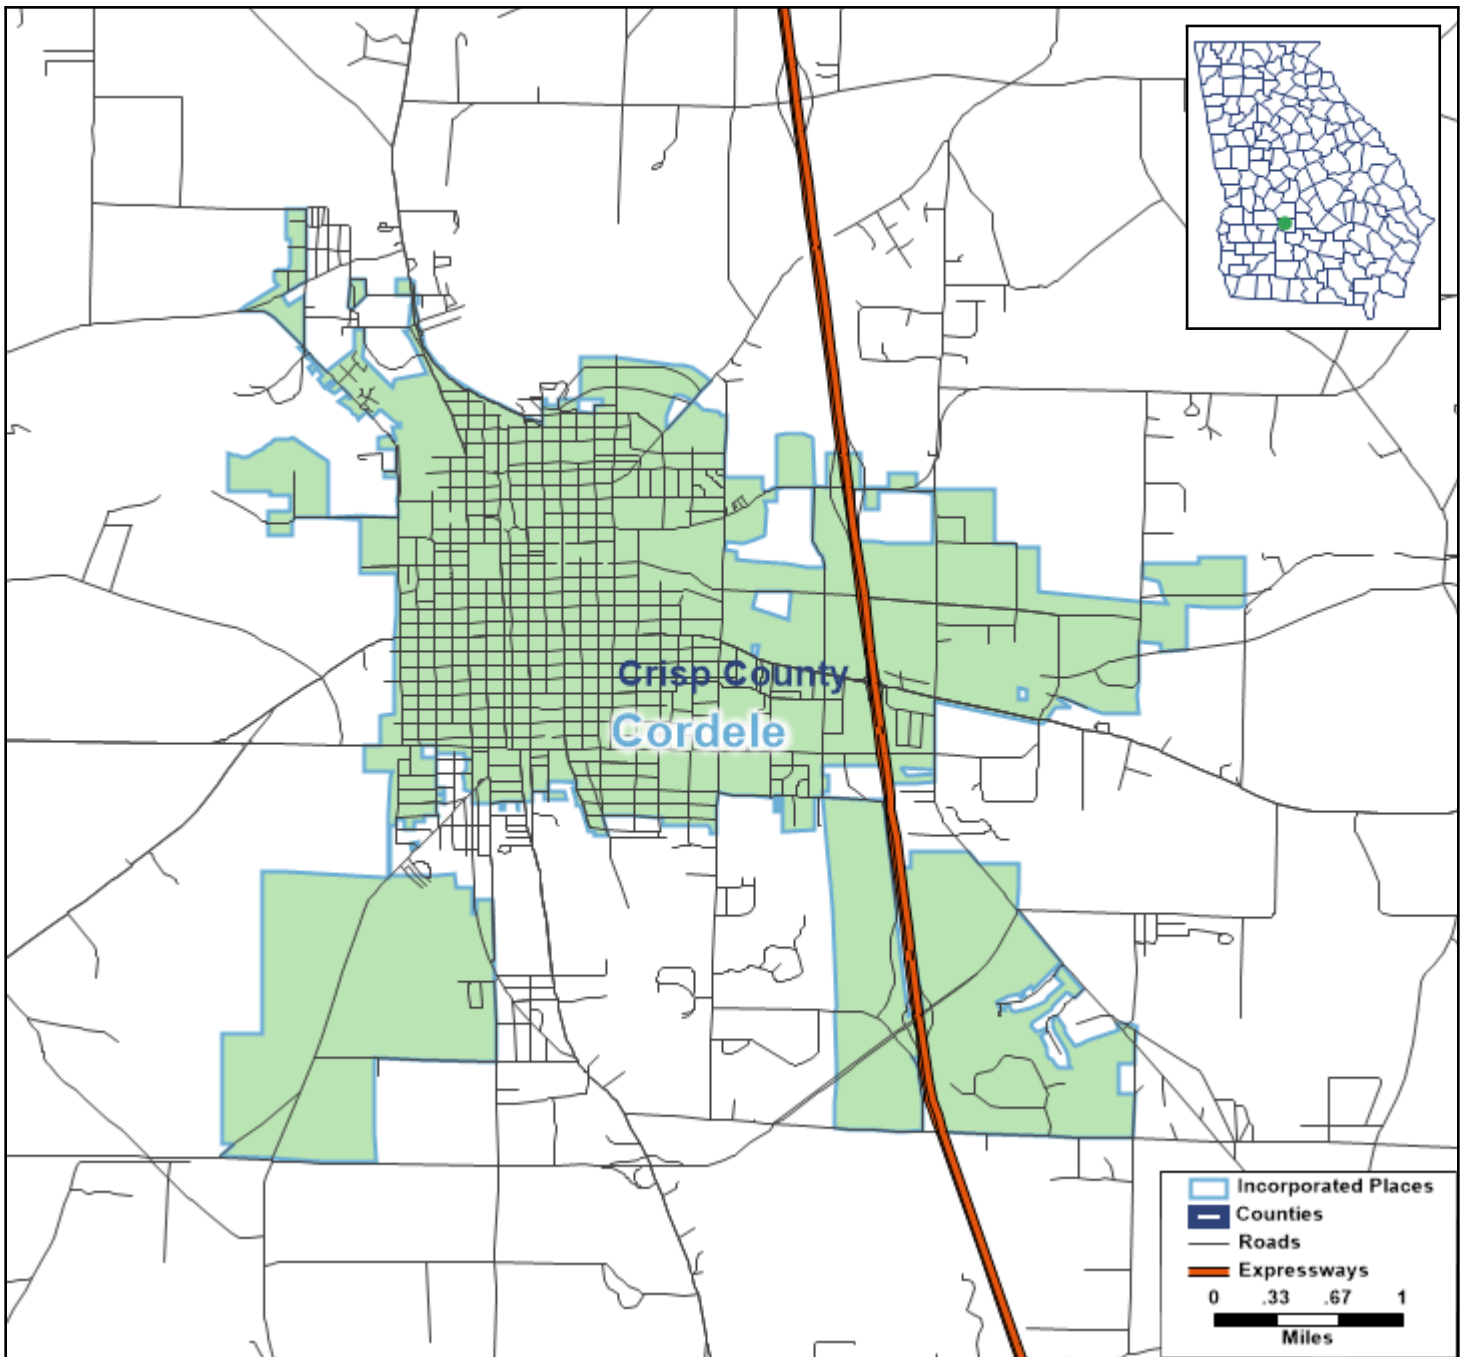 Crisp County
Cordele
Incorporated Places
Counties
Roads
Expressways
0 .33 .67 1
Miles